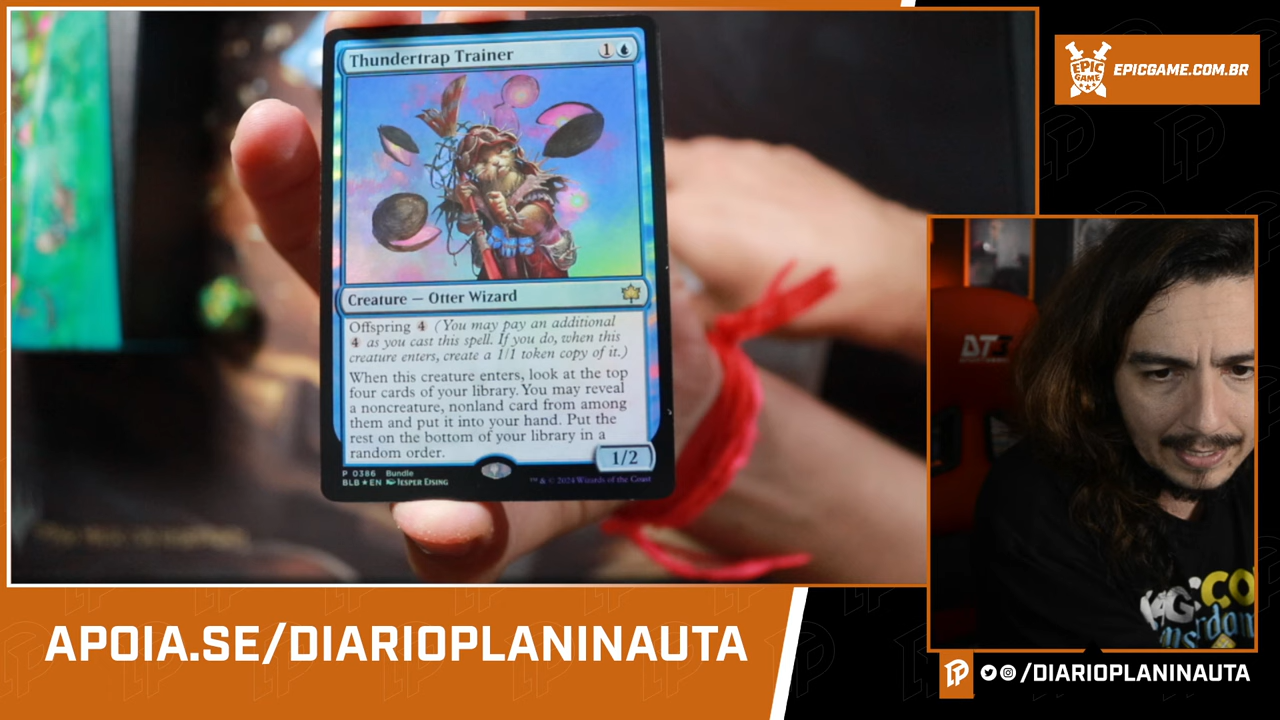 Thundertrap Trainer
1
Creature — Otter Wizard
Offspring 4 (You may pay an additional
4 as you cast this spell. If you do, when this
creature enters, create a 1/1 token copy of it.)
When this creature enters, look at the top
four cards of your library. You may reveal
a noncreature, nonland card from among
them and put it into your hand. Put the
rest on the bottom of your library in a
random order.
1/2
P 0386 Bundle
BLB ★ EN Jesper Ejsing
™ & © 2024 Wizards of the Coast
EPIC
GAME
EPICGAME.COM.BR
APOIA.SE/DIARIOPLANINAUTA
/DIARIOPLANINAUTA